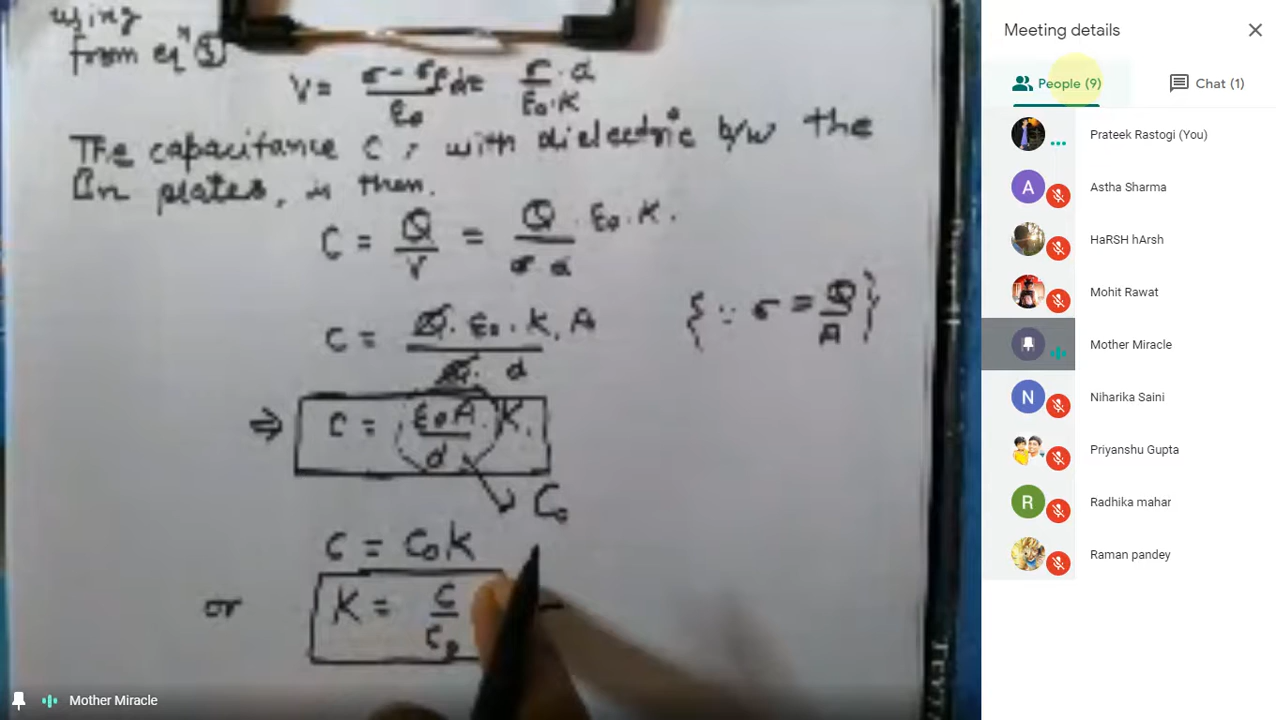 using
from eqⁿ (5)
V = σ - σp/ε₀ dt σ · d/ε₀ · K
The capacitance C, with dielectric b/w the
plates, is then.
C = Q/V = Q/σ d · ε₀ · K.
C = Q · ε₀ · K · A/Q · d {∵ σ = Q/A}
⇒ C = ε₀ A/d · K.
C₀
C = C₀K
or K = C/C₀
Mother Miracle
Meeting details
People (9) Chat (1)
Prateek Rastogi (You)
A Astha Sharma
HaRSH hArsh
Mohit Rawat
Mother Miracle
N Niharika Saini
Priyanshu Gupta
R Radhika mahar
Raman pandey